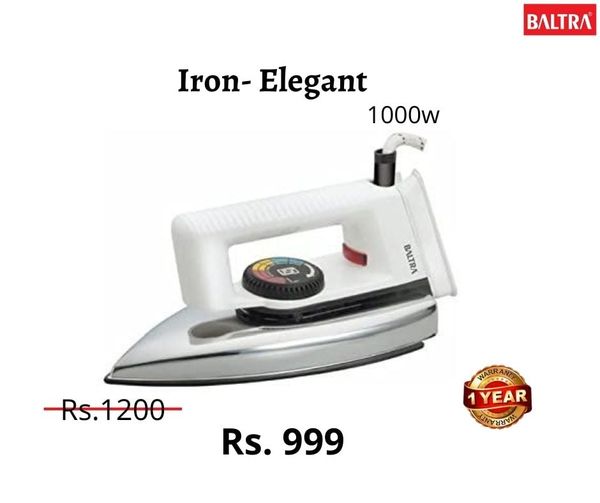 BALTRA
Iron- Elegant
1000w
BALTRA
WARRANTY
1 YEAR
WARRANTY
Rs.1200
Rs. 999